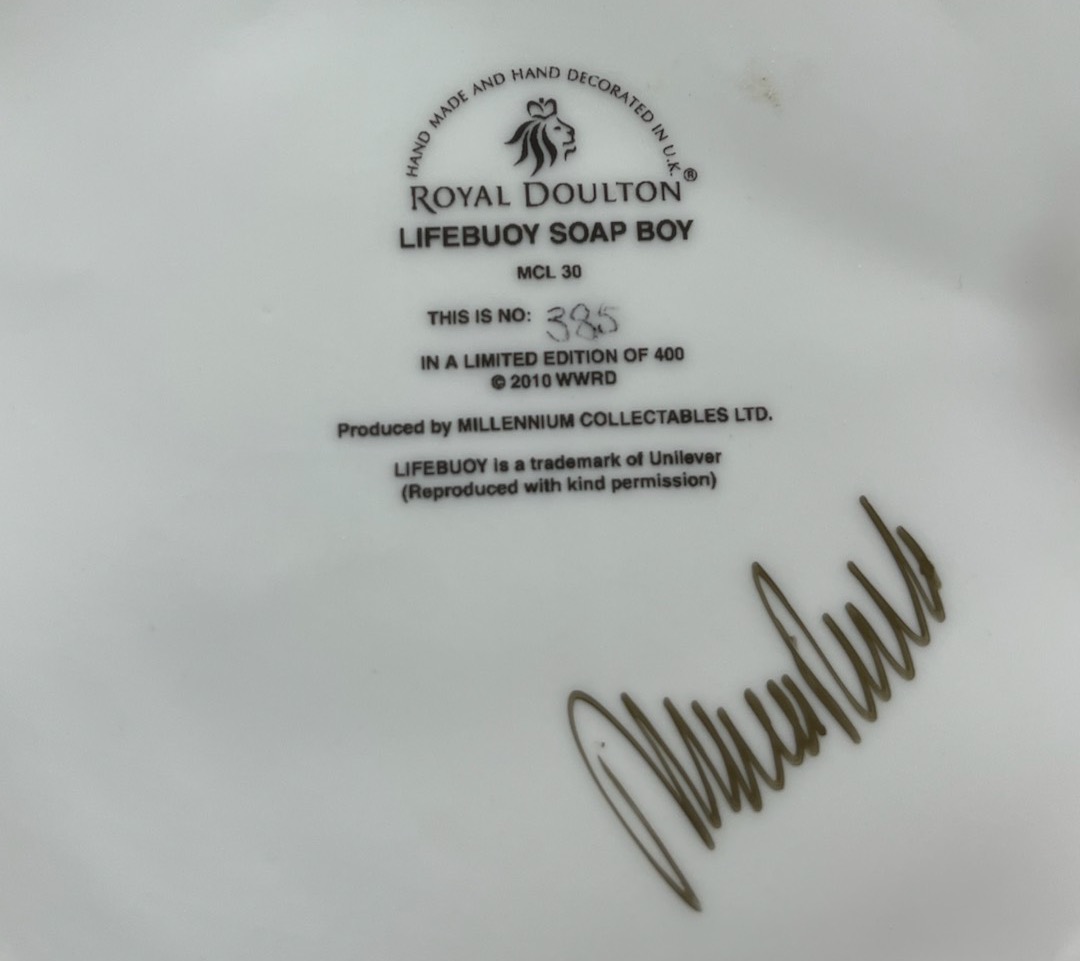 HAND MADE AND HAND DECORATED IN U.K.
ROYAL DOULTON®
LIFEBUOY SOAP BOY
MCL 30
THIS IS NO: 385
IN A LIMITED EDITION OF 400
© 2010 WWRD
Produced by MILLENNIUM COLLECTABLES LTD.
LIFEBUOY is a trademark of Unilever
(Reproduced with kind permission)